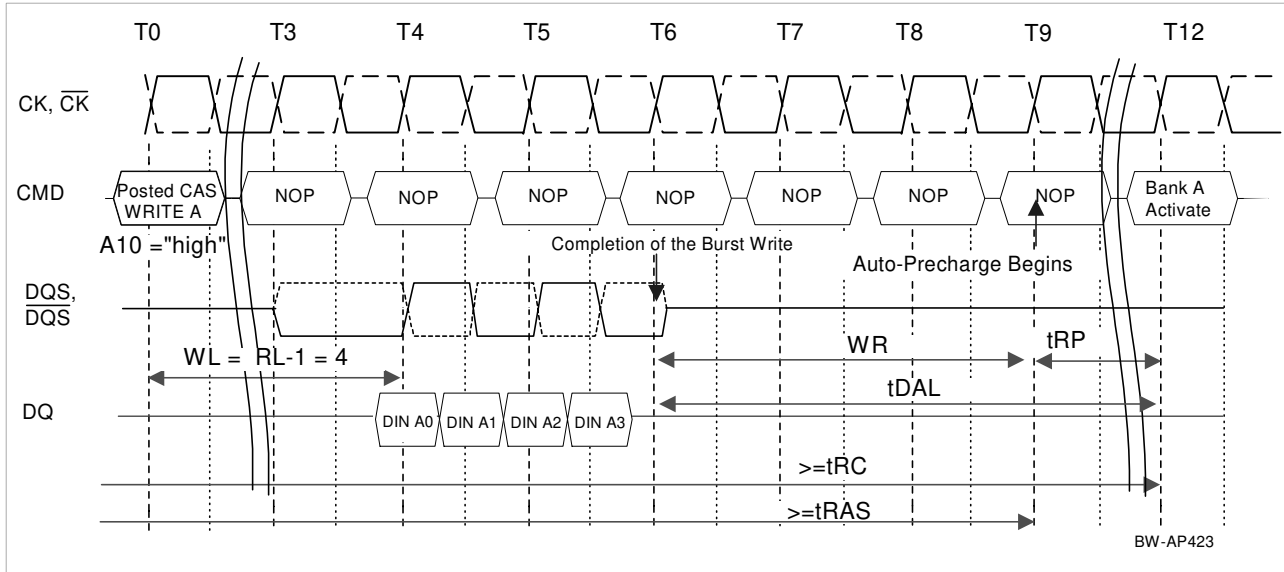 T0 T3 T4 T5 T6 T7 T8 T9 T12
CK, CK
CMD
Posted CAS
WRITE A
NOP NOP NOP NOP NOP NOP NOP
Bank A
Activate
A10 ="high"
Completion of the Burst Write
Auto-Precharge Begins
DQS,
DQS
WL = RL-1 = 4
WR
tRP
tDAL
DQ
DIN A0 DIN A1 DIN A2 DIN A3
>=tRC
>=tRAS
BW-AP423